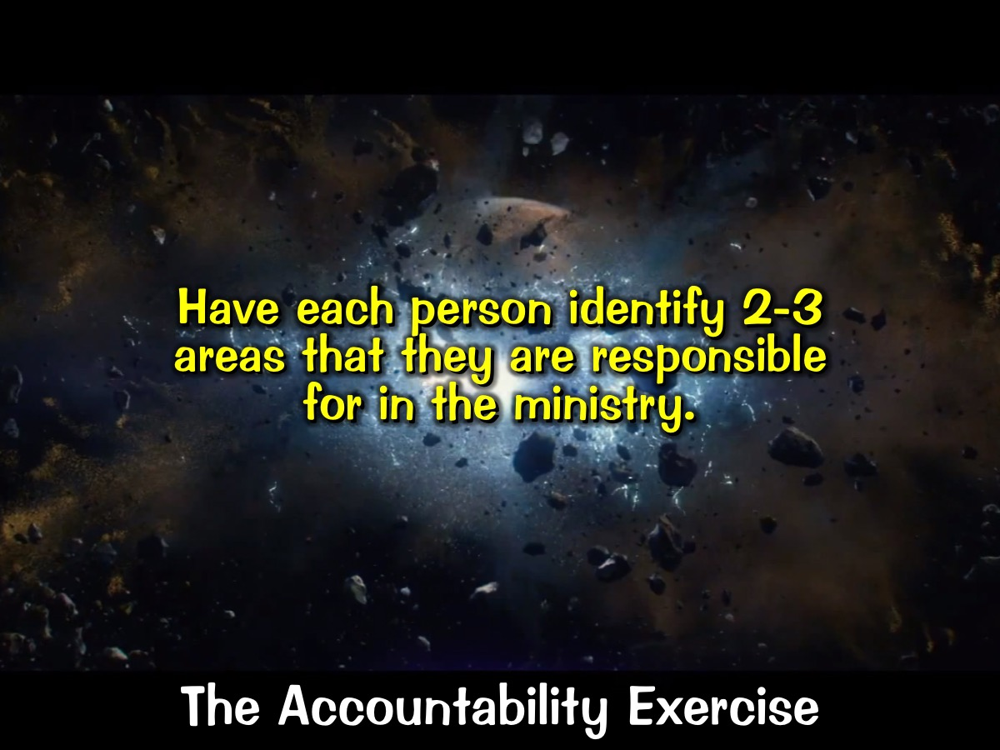 Have each person identify 2-3
areas that they are responsible
for in the ministry.
The Accountability Exercise